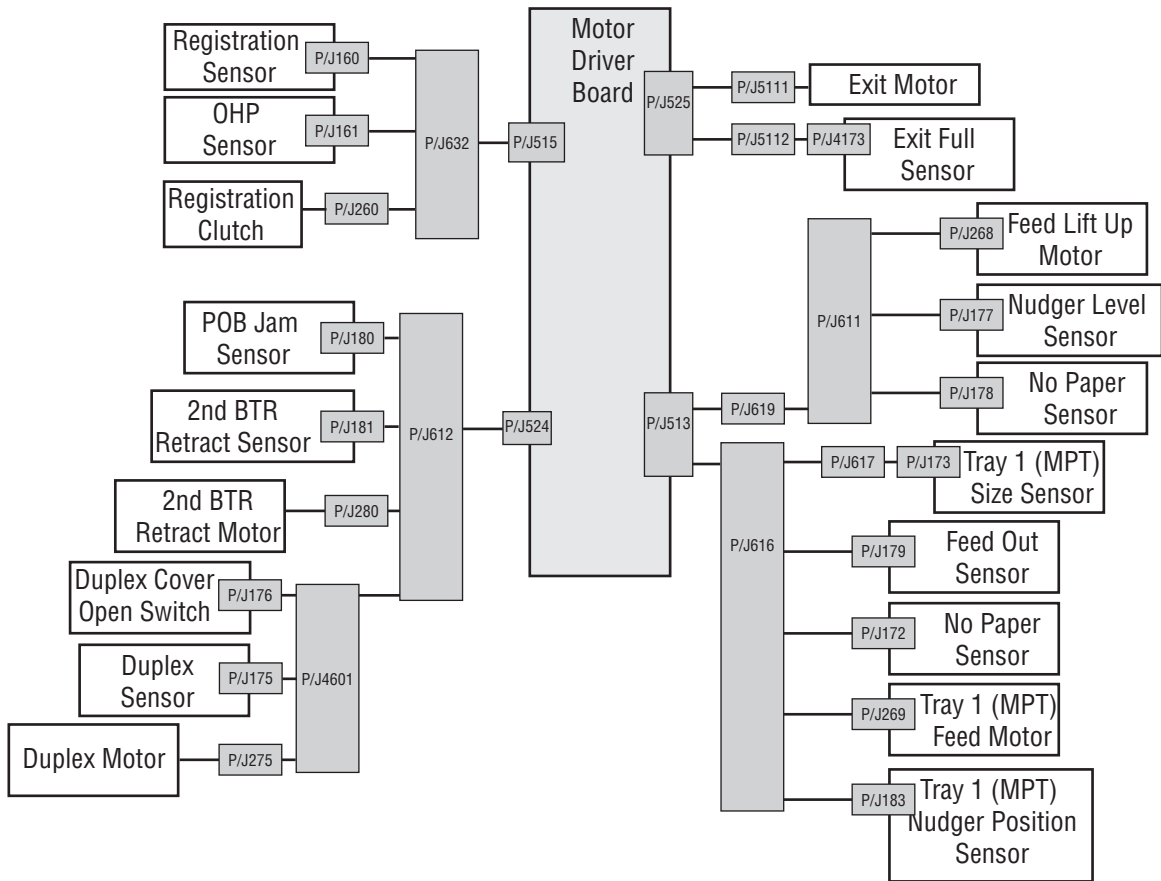 Motor
Driver
Board
Registration
Sensor
P/J160
OHP
Sensor
P/J161
Registration
Clutch
P/J260
P/J632
P/J515
POB Jam
Sensor
P/J180
2nd BTR
Retract Sensor
P/J181
2nd BTR
Retract Motor
P/J280
P/J612
P/J524
Duplex Cover
Open Switch
P/J176
Duplex
Sensor
P/J175
Duplex Motor
P/J275
P/J4601
P/J525
P/J5111
Exit Motor
P/J5112
P/J4173
Exit Full
Sensor
P/J513
P/J619
P/J611
P/J268
Feed Lift Up
Motor
P/J177
Nudger Level
Sensor
P/J178
No Paper
Sensor
P/J616
P/J617
P/J173
Tray 1 (MPT)
Size Sensor
P/J179
Feed Out
Sensor
P/J172
No Paper
Sensor
P/J269
Tray 1 (MPT)
Feed Motor
P/J183
Tray 1 (MPT)
Nudger Position
Sensor